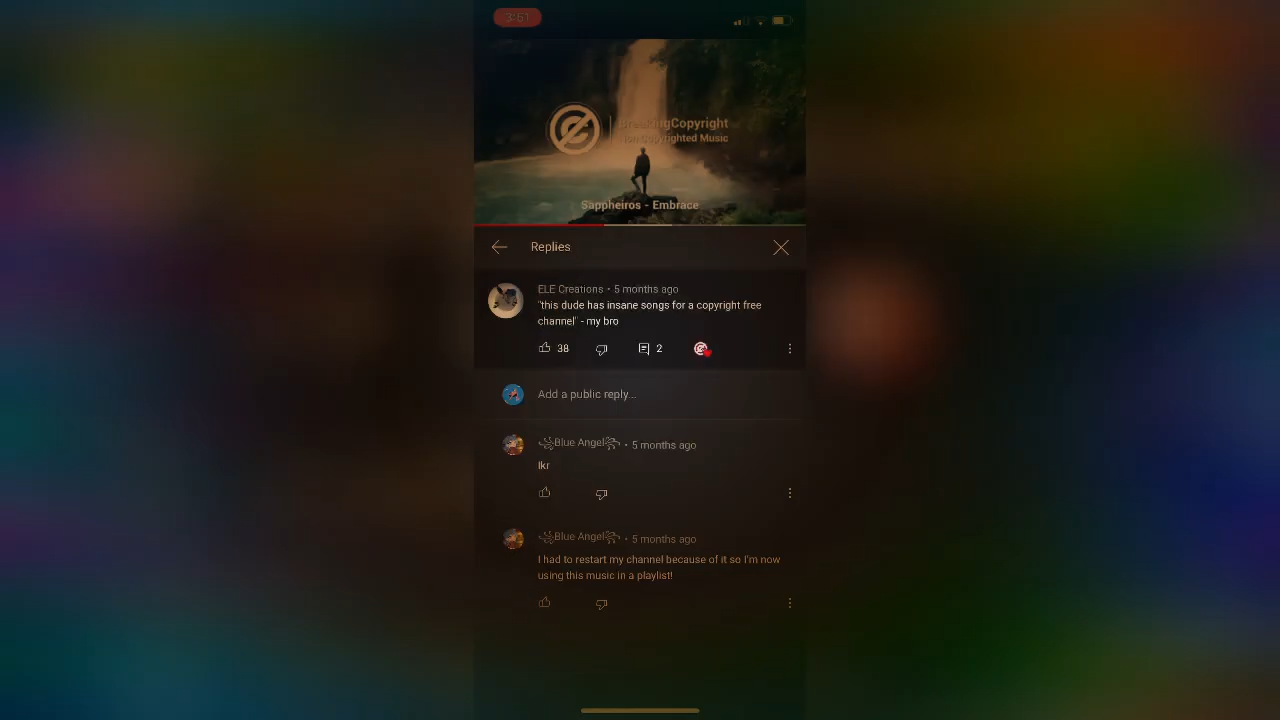 3:51
BreakingCopyright
Non Copyrighted Music
Sappheiros - Embrace
Replies
ELE Creations • 5 months ago
"this dude has insane songs for a copyright free
channel" - my bro
38
2
Add a public reply...
꧁Blue Angel꧂ • 5 months ago
Ikr
꧁Blue Angel꧂ • 5 months ago
I had to restart my channel because of it so I'm now
using this music in a playlist!